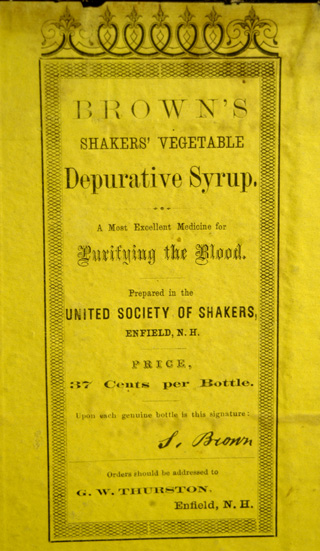 BROWN'S
SHAKERS' VEGETABLE
Depurative Syrup.
A Most Excellent Medicine for
Purifying the Blood.
Prepared in the
UNITED SOCIETY OF SHAKERS,
ENFIELD, N. H.
PRICE,
37 Cents per Bottle.
Upon each genuine bottle is this signature:
S. Brown
Orders should be addressed to
G. W. THURSTON.
Enfield, N. H.